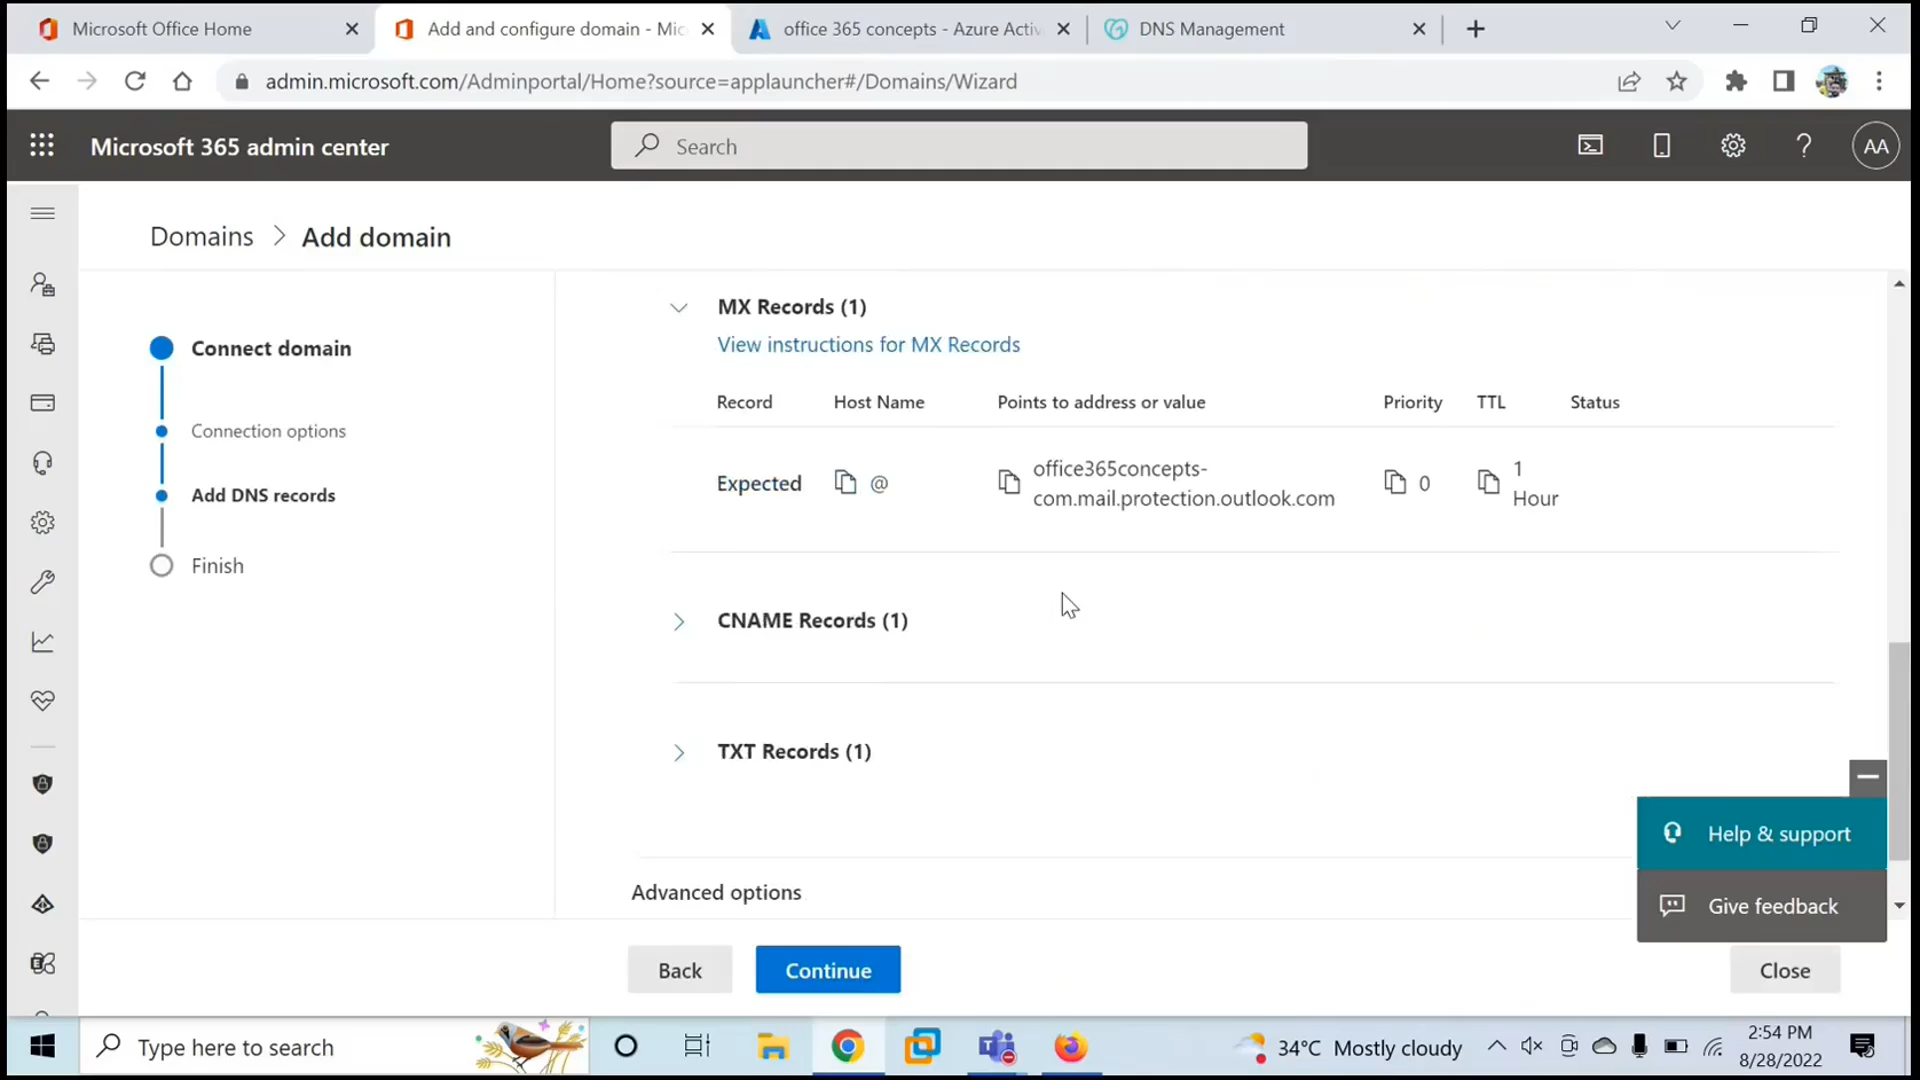 Microsoft Office Home
Add and configure domain - Mic
office 365 concepts - Azure Activ
DNS Management
admin.microsoft.com/Adminportal/Home?source=applauncher#/Domains/Wizard
Microsoft 365 admin center
Search
AA
Domains > Add domain
Connect domain
Connection options
Add DNS records
Finish
MX Records (1)
View instructions for MX Records
Record Host Name Points to address or value Priority TTL Status
Expected @ office365concepts-
com.mail.protection.outlook.com 0 1
Hour
CNAME Records (1)
TXT Records (1)
Help & support
Advanced options
Give feedback
Back
Continue
Close
Type here to search
34°C Mostly cloudy
2:54 PM
8/28/2022